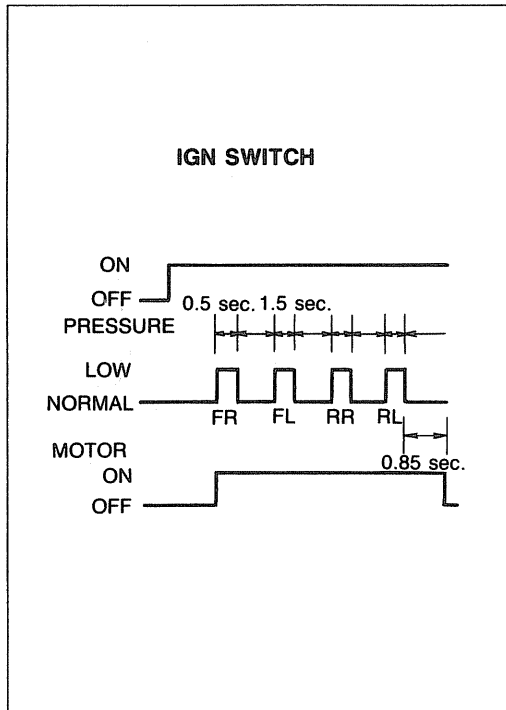 IGN SWITCH
ON
OFF
0.5 sec. 1.5 sec.
PRESSURE
LOW
NORMAL
FR FL RR RL
MOTOR
0.85 sec.
ON
OFF